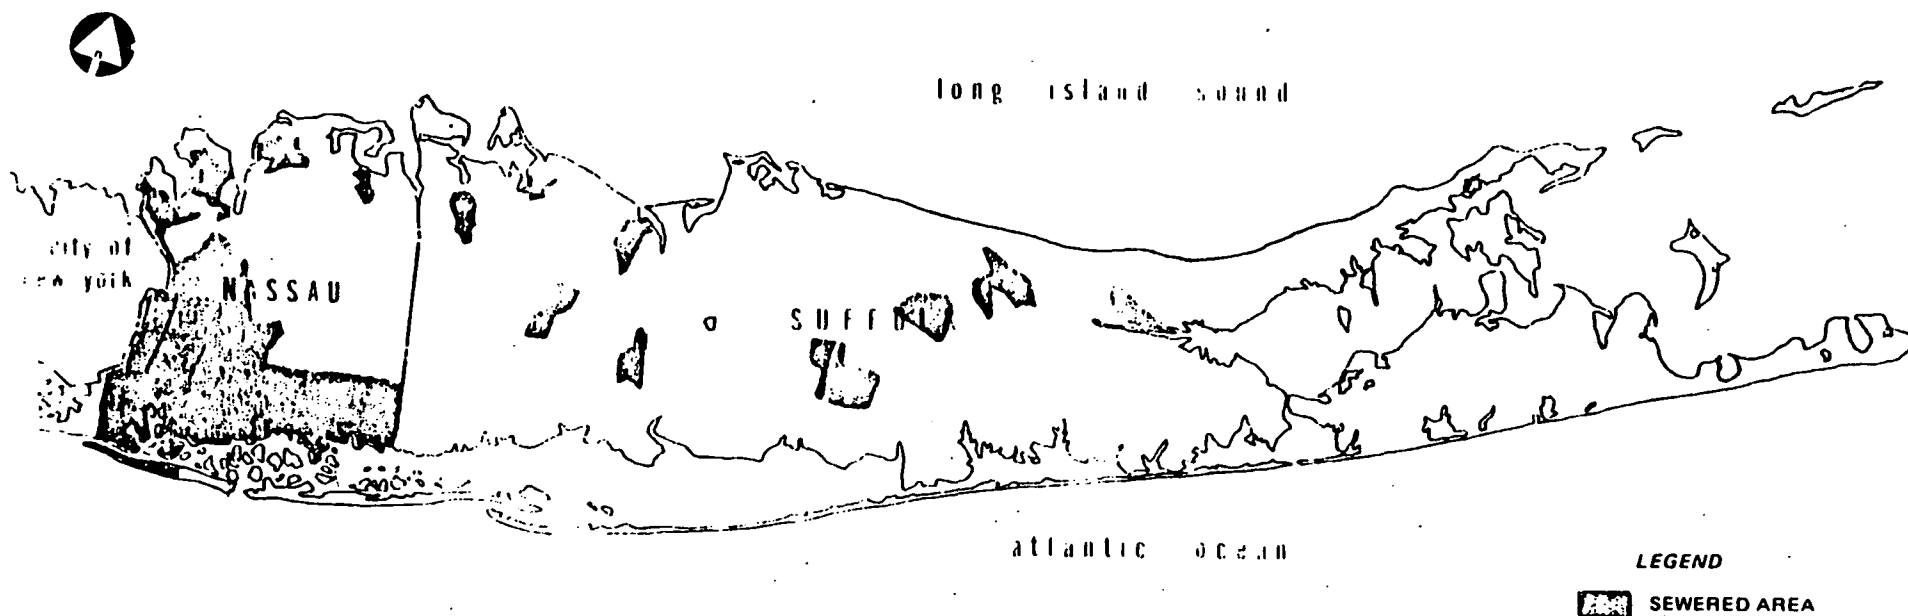 long island sound
city of
new york
NASSAU
SUFFOLK
atlantic ocean
LEGEND
SEWERED AREA